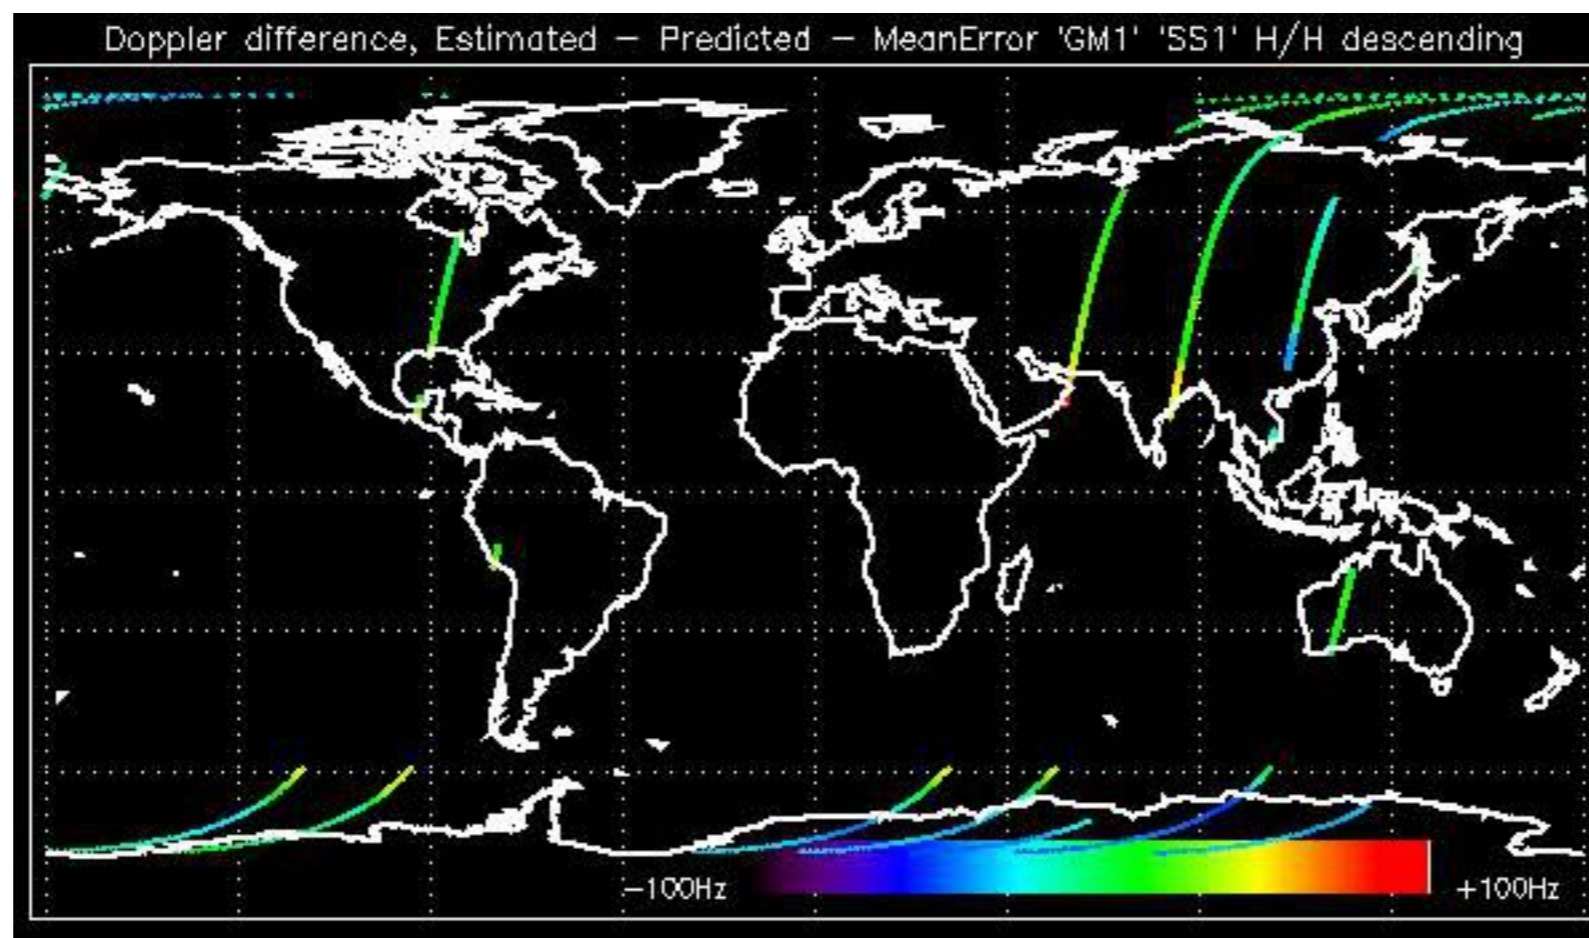 Doppler difference, Estimated – Predicted – MeanError 'GM1' 'SS1' H/H descending
–100Hz +100Hz